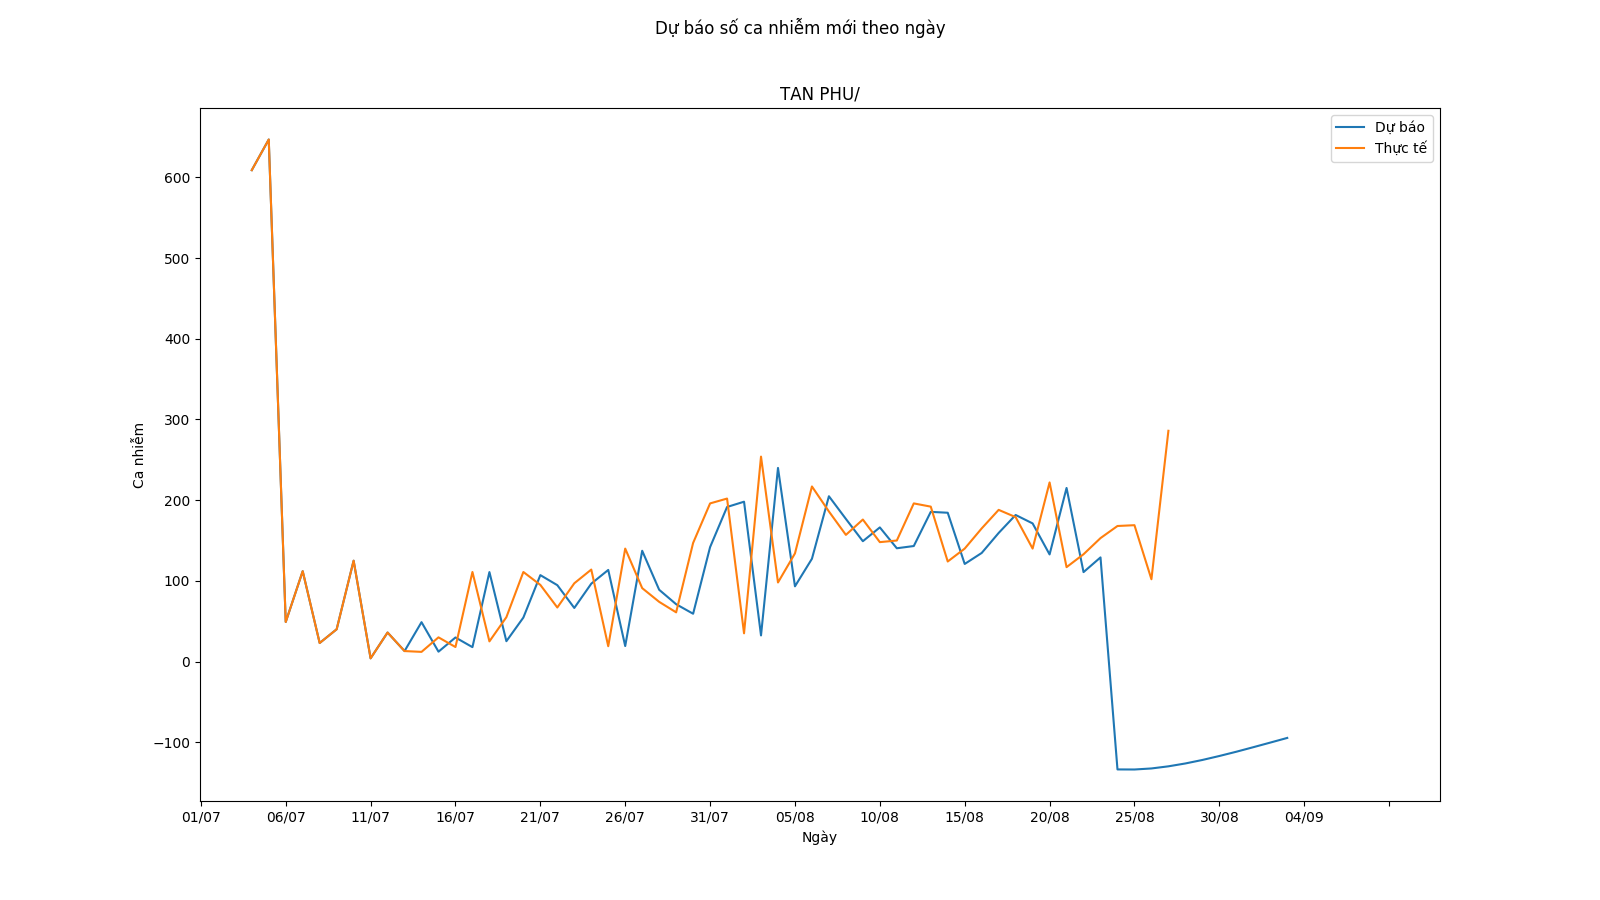 Dự báo số ca nhiễm mới theo ngày
TAN PHU/
Dự báo
Thực tế
600
500
400
300
200
100
0
−100
Ca nhiễm
01/07 06/07 11/07 16/07 21/07 26/07 31/07 05/08 10/08 15/08 20/08 25/08 30/08 04/09
Ngày